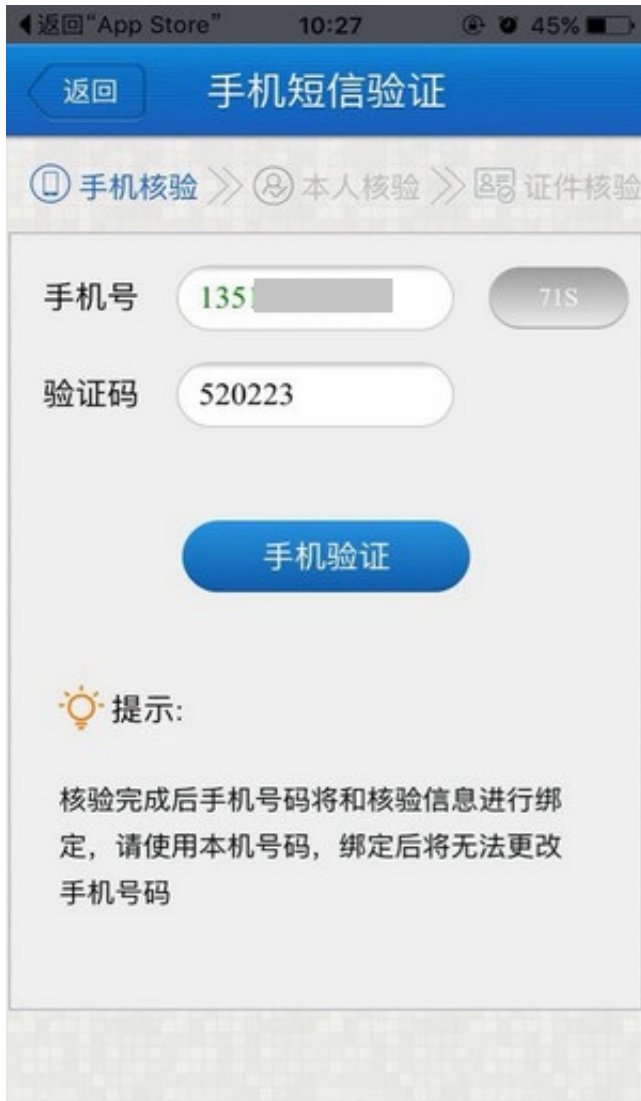 返回“App Store” 10:27 45%
返回 手机短信验证
手机核验 本人核验 证件核验
手机号 135 71S
验证码 520223
手机验证
提示:
核验完成后手机号码将和核验信息进行绑
定，请使用本机号码，绑定后将无法更改
手机号码